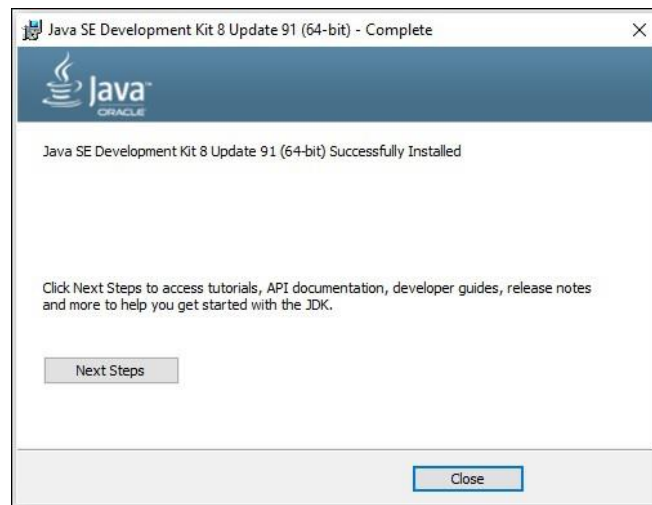 Java SE Development Kit 8 Update 91 (64-bit) - Complete
Java™
ORACLE
Java SE Development Kit 8 Update 91 (64-bit) Successfully Installed
Click Next Steps to access tutorials, API documentation, developer guides, release notes
and more to help you get started with the JDK.
Next Steps
Close